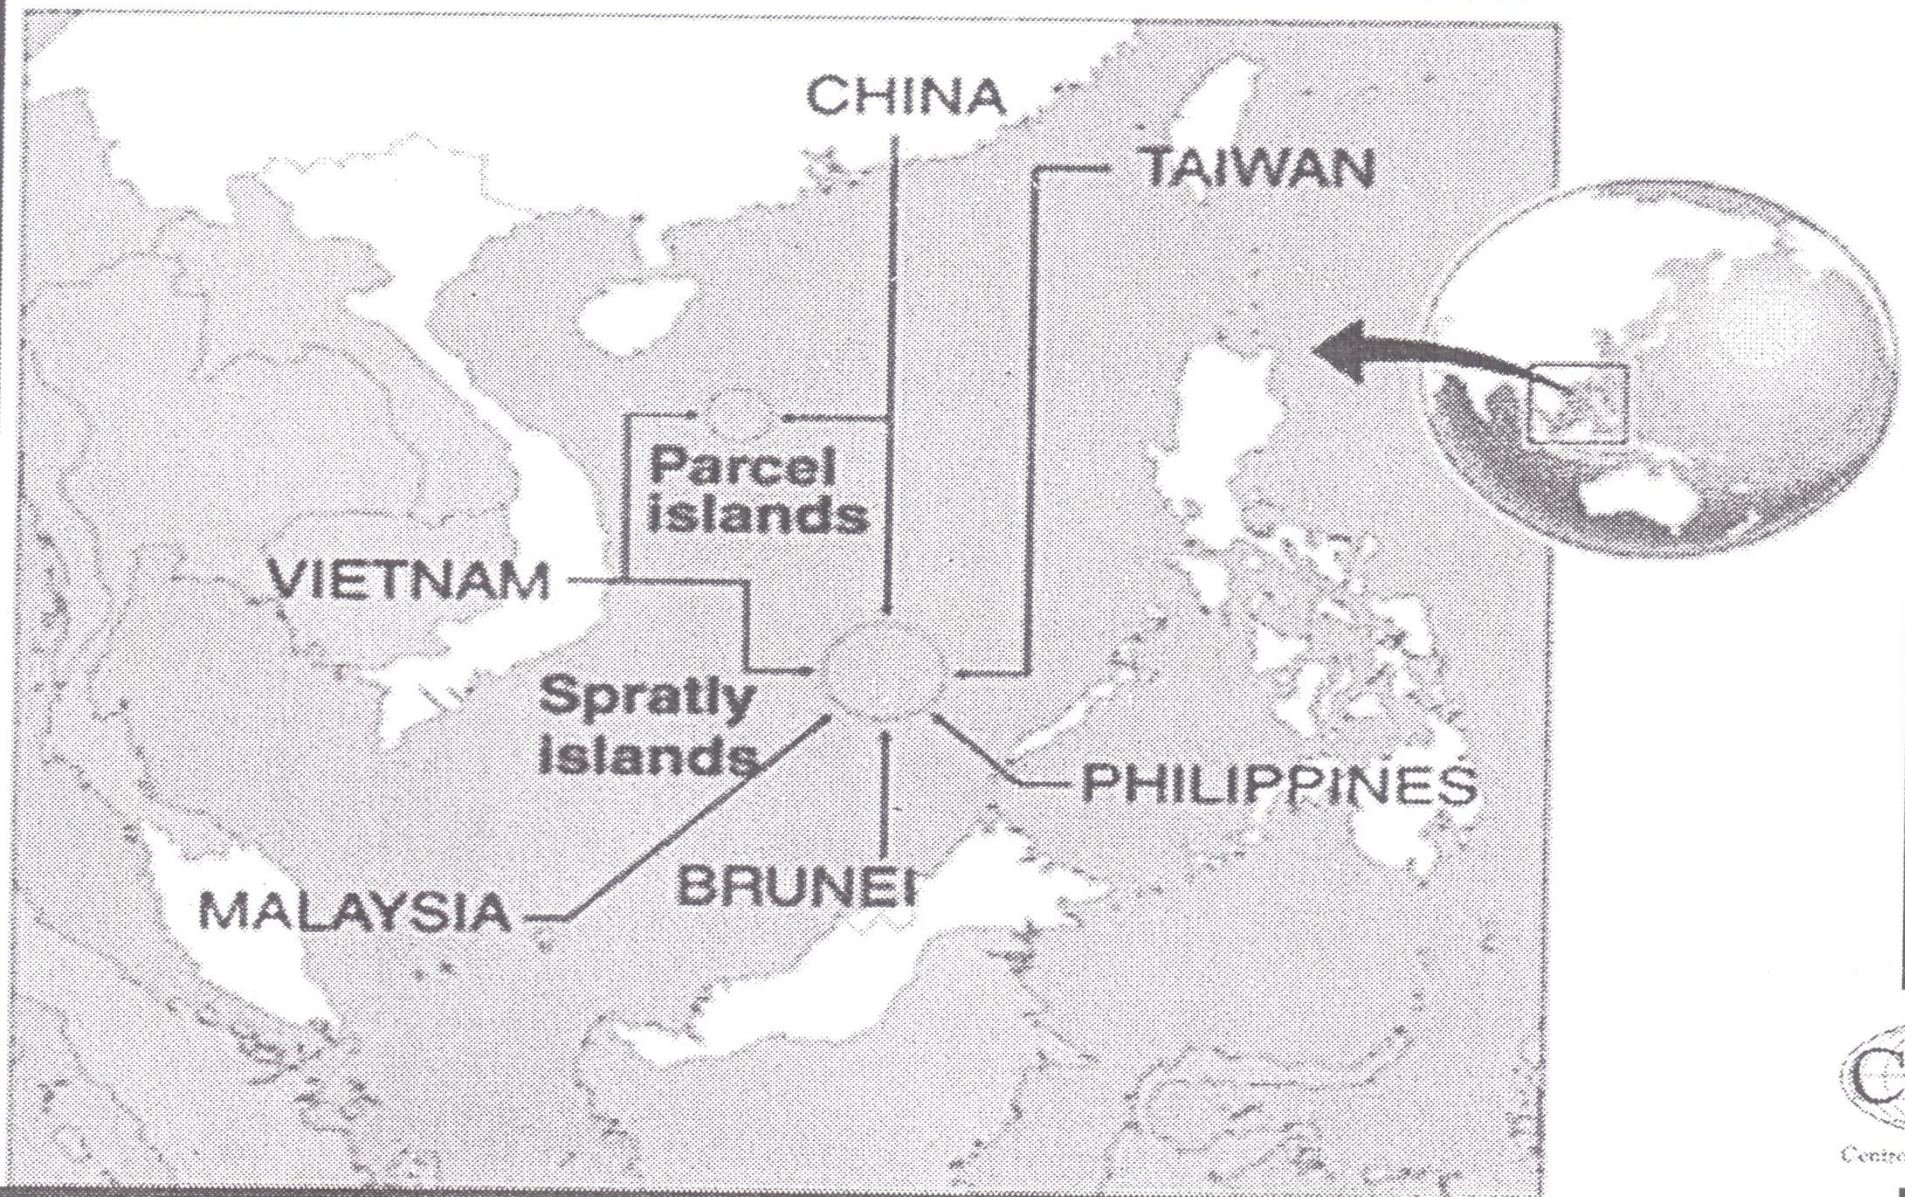 CHINA
TAIWAN
Parcel
islands
VIETNAM
Spratly
islands
PHILIPPINES
BRUNEI
MALAYSIA
C